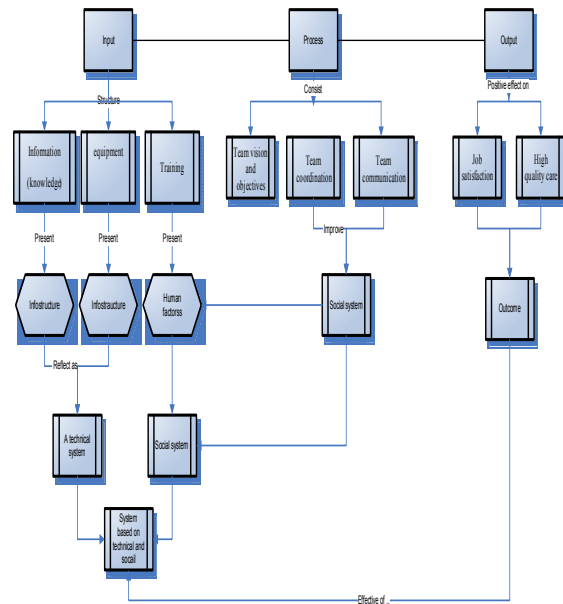 Input
Process
Output
Structure
Consist
Positive effect on
Information
(knowledge)
equipment
Training
Team vision
and
objectives
Team
coordination
Team
communication
Job
satisfaction
High
quality care
Present
Present
Present
Improve
Infostructure
Infostraucture
Human
factorss
Social system
Outcome
Reflect as
A technical
system
Social system
System
based on
technical and
socail
Effective of ..